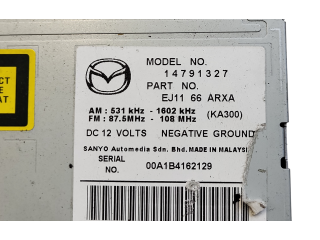 MODEL NO.
14791327
PART NO.
EJ11 66 ARXA
AM : 531 kHz - 1602 kHz
FM : 87.5MHz - 108 MHz
(KA300)
DC 12 VOLTS NEGATIVE GROUND
SANYO Automedia Sdn. Bhd. MADE IN MALAYSIA
SERIAL
NO.
00A1B4162129